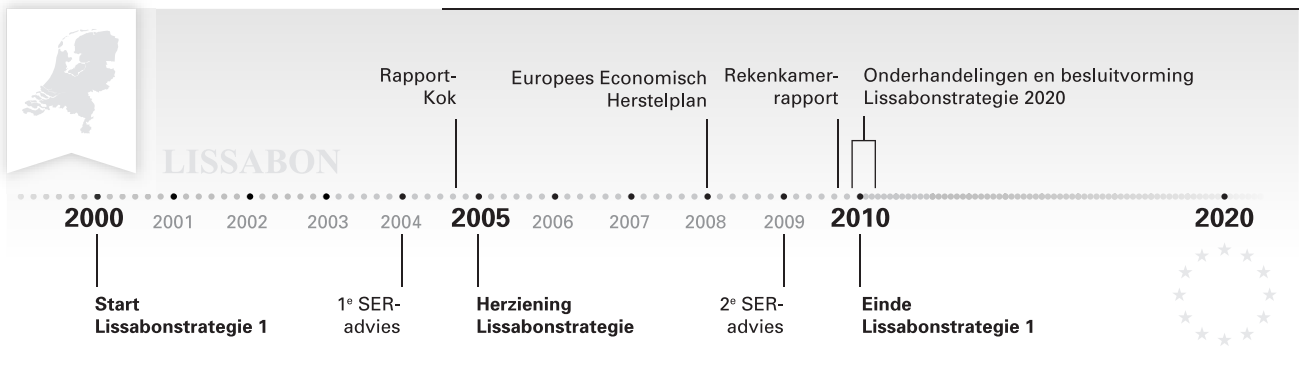 Rapport-
Kok
Europees Economisch
Herstelplan
Rekenkamer-
rapport
Onderhandelingen en besluitvorming
Lissabonstrategie 2020
LISSABON
2000 2001 2002 2003 2004 2005 2006 2007 2008 2009 2010 2020
Start
Lissabonstrategie 1
1e SER-
advies
Herziening
Lissabonstrategie
2e SER-
advies
Einde
Lissabonstrategie 1